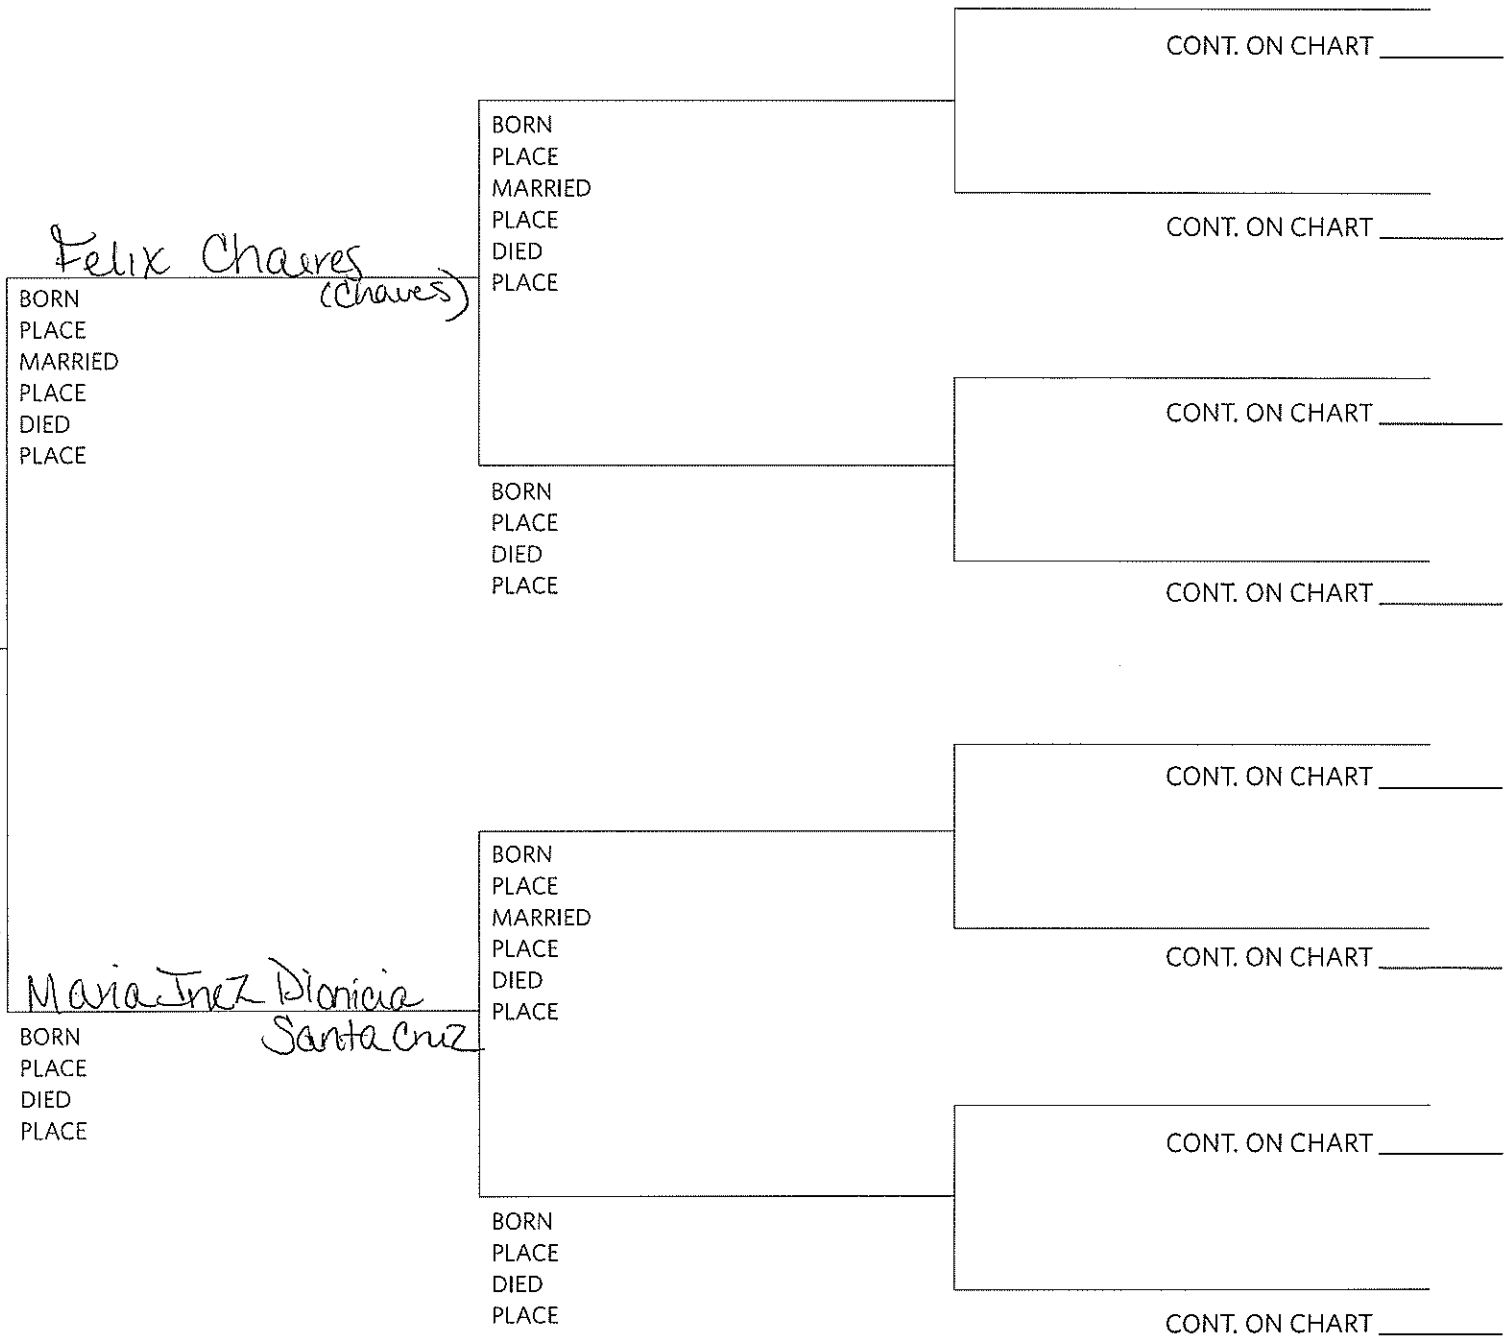 CONT. ON CHART
BORN
PLACE
MARRIED
PLACE
DIED
PLACE
CONT. ON CHART
Felix Chaires
(Chaves)
BORN
PLACE
MARRIED
PLACE
DIED
PLACE
CONT. ON CHART
BORN
PLACE
DIED
PLACE
CONT. ON CHART
CONT. ON CHART
BORN
PLACE
MARRIED
PLACE
DIED
PLACE
CONT. ON CHART
Maria Inez Dionicia
Santa Cruz
BORN
PLACE
DIED
PLACE
CONT. ON CHART
BORN
PLACE
DIED
PLACE
CONT. ON CHART